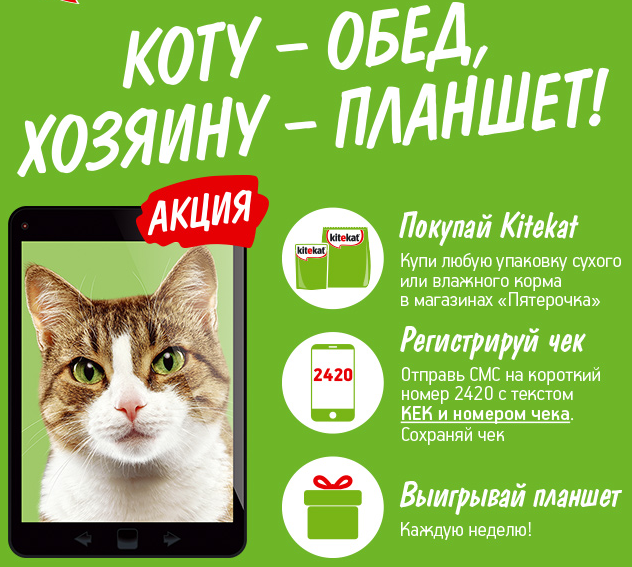 КОТУ – ОБЕД,
ХОЗЯИНУ – ПЛАНШЕТ!
АКЦИЯ
kitekat
kitekat
Покупай Kitekat
Купи любую упаковку сухого
или влажного корма
в магазинах «Пятерочка»
2420
Регистрируй чек
Отправь СМС на короткий
номер 2420 с текстом
КЕК и номером чека.
Сохраняй чек
Выигрывай планшет
Каждую неделю!